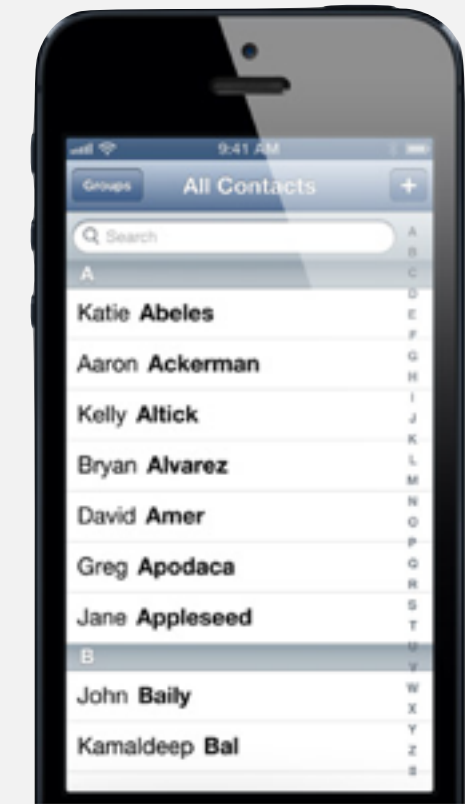 9:41 AM
Groups All Contacts +
Search
A
Katie Abeles
Aaron Ackerman
Kelly Altick
Bryan Alvarez
David Amer
Greg Apodaca
Jane Appleseed
B
John Baily
Kamaldeep Bal
A
B
C
D
E
F
G
H
I
J
K
L
M
N
O
P
Q
R
S
T
U
V
W
X
Y
Z
#